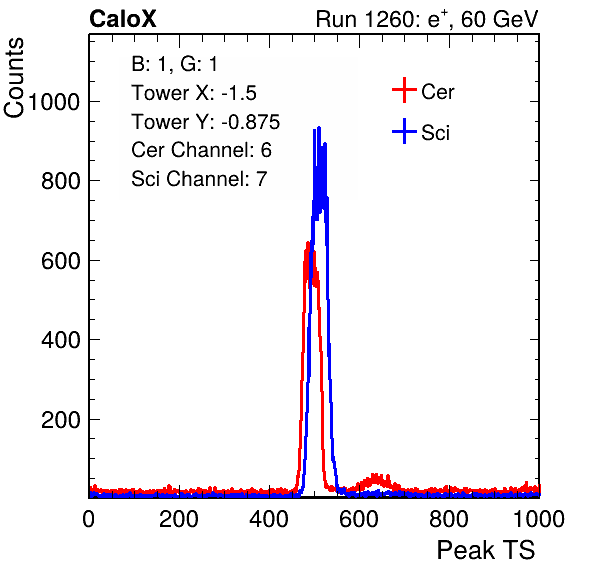 CaloX Run 1260: e⁺, 60 GeV
Counts
B: 1, G: 1
Tower X: -1.5
Tower Y: -0.875
Cer Channel: 6
Sci Channel: 7
Cer
Sci
1000
800
600
400
200
0 200 400 600 800 1000
Peak TS